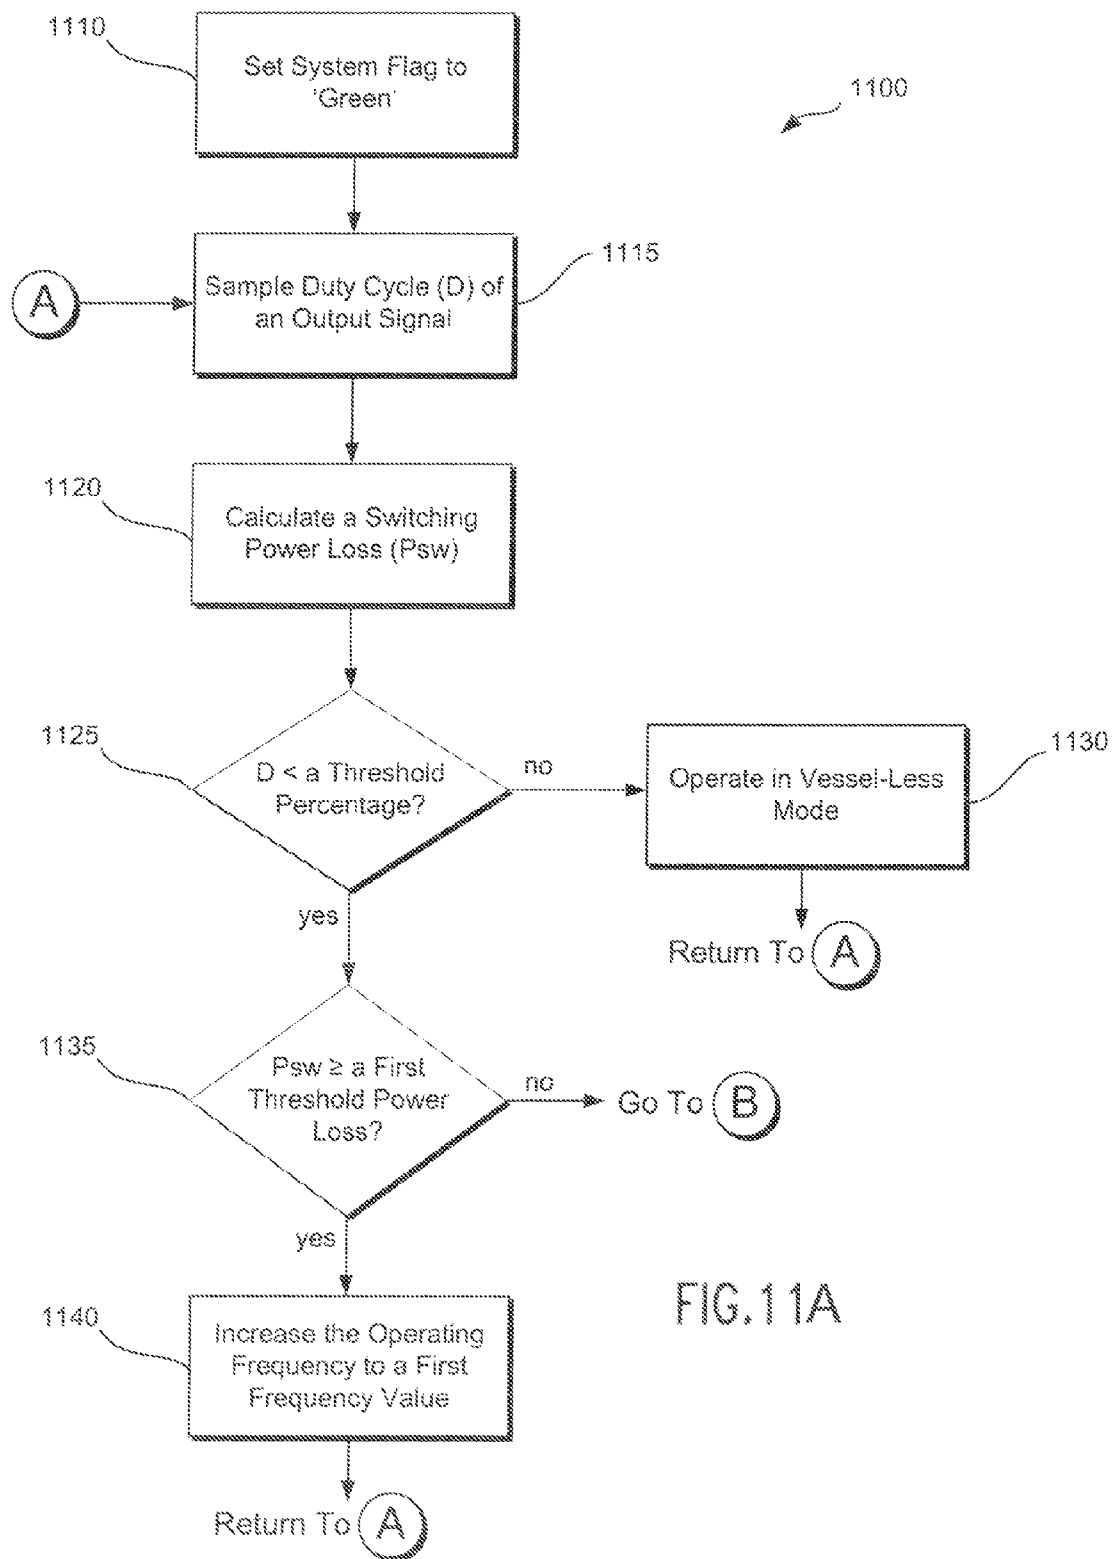 1110
Set System Flag to
'Green'
1100
1115
A
Sample Duty Cycle (D) of
an Output Signal
1120
Calculate a Switching
Power Loss (Psw)
1125
D < a Threshold
Percentage?
no
1130
Operate in Vessel-Less
Mode
yes
Return To A
1135
Psw ≥ a First
Threshold Power
Loss?
no
Go To B
yes
1140
Increase the Operating
Frequency to a First
Frequency Value
FIG.11A
Return To A